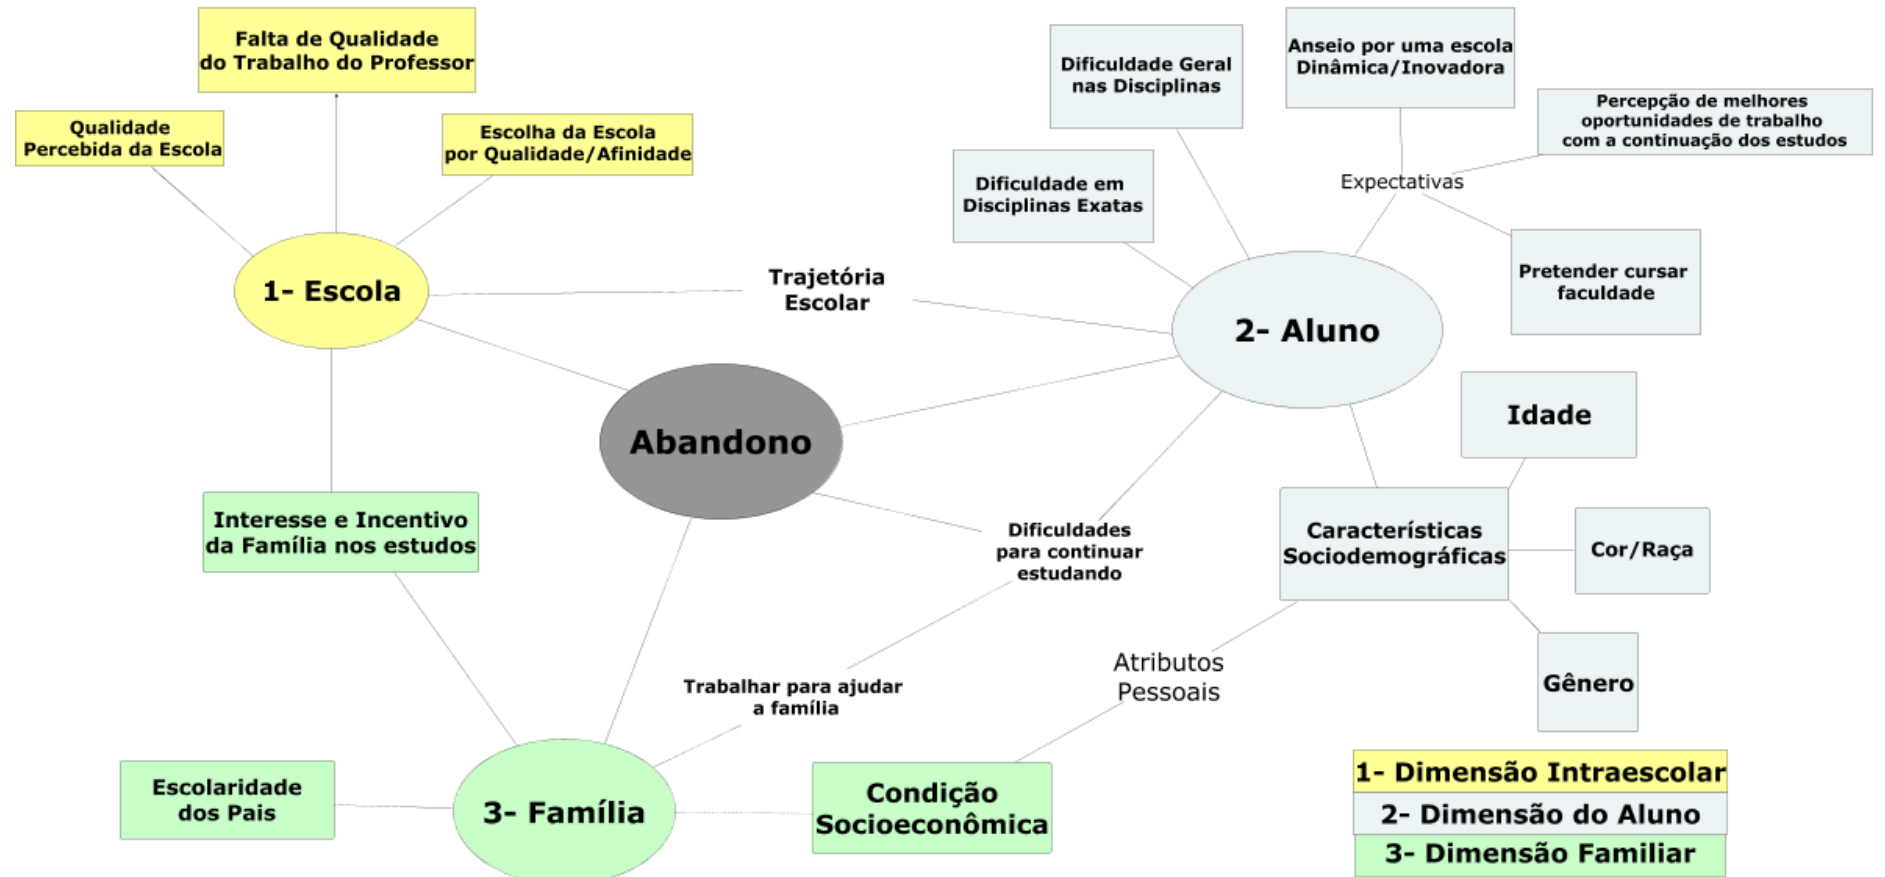 Falta de Qualidade
do Trabalho do Professor
Qualidade
Percebida da Escola
Escolha da Escola
por Qualidade/Afinidade
1- Escola
Trajetória
Escolar
Dificuldade Geral
nas Disciplinas
Dificuldade em
Disciplinas Exatas
Anseio por uma escola
Dinâmica/Inovadora
Percepção de melhores
oportunidades de trabalho
com a continuação dos estudos
Expectativas
Pretender cursar
faculdade
2- Aluno
Abandono
Idade
Características
Sociodemográficas
Cor/Raça
Gênero
Interesse e Incentivo
da Família nos estudos
Dificuldades
para continuar
estudando
Trabalhar para ajudar
a família
Atributos
Pessoais
Escolaridade
dos Pais
3- Família
Condição
Socioeconômica
1- Dimensão Intraescolar
2- Dimensão do Aluno
3- Dimensão Familiar